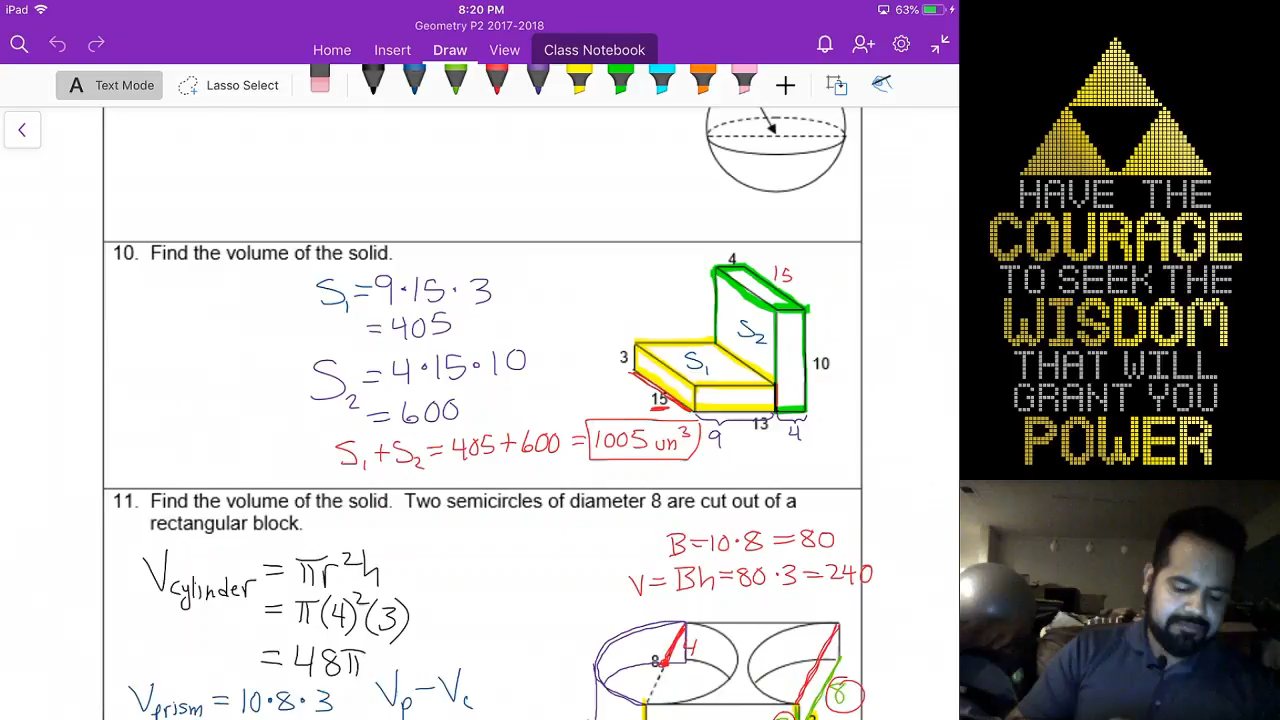 iPad
8:20 PM
63%
Geometry P2 2017-2018
Home Insert Draw View Class Notebook
A Text Mode Lasso Select
10. Find the volume of the solid.
S₁ = 9·15·3
= 405
S₂ = 4·15·10
= 600
S₁ + S₂ = 405 + 600 = 1005 un³
4
15
S₂
S₁
3
10
15
13
9
4
11. Find the volume of the solid. Two semicircles of diameter 8 are cut out of a
rectangular block.
V cylinder = πr²h
= π(4)²(3)
= 48π
V prism = 10·8·3
Vp − Vc
B = 10·8 = 80
V = Bh = 80·3 = 240
4
8
8
HAVE THE
COURAGE
TO SEEK THE
WISDOM
THAT WILL
GRANT YOU
POWER